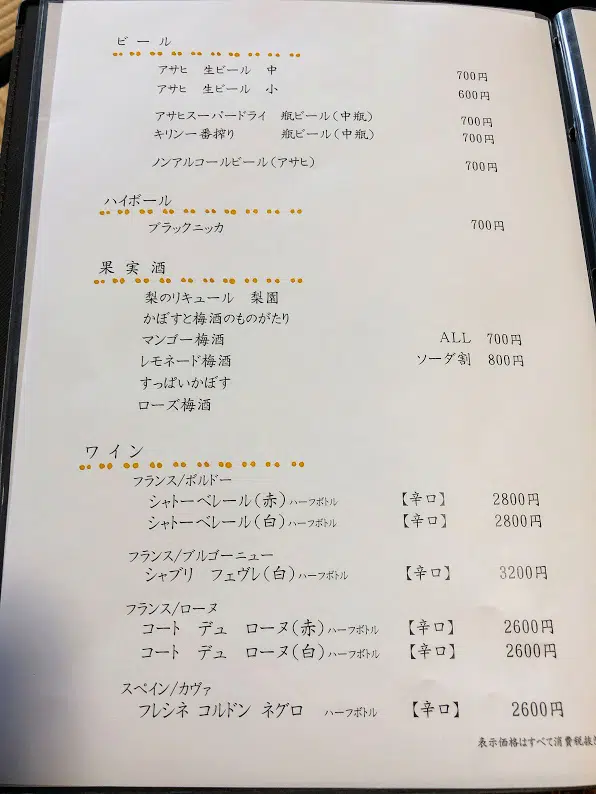 ビール
アサヒ 生ビール 中 700円
アサヒ 生ビール 小 600円
アサヒスーパードライ 瓶ビール(中瓶) 700円
キリン一番搾り 瓶ビール(中瓶) 700円
ノンアルコールビール(アサヒ) 700円
ハイボール
ブラックニッカ 700円
果実酒
梨のリキュール 梨園
かぼすと梅酒のものがたり
マンゴー梅酒 ALL 700円
レモネード梅酒 ソーダ割 800円
すっぱいかぼす
ローズ梅酒
ワイン
フランス/ボルドー
シャトーベレール(赤)ハーフボトル 【辛口】 2800円
シャトーベレール(白)ハーフボトル 【辛口】 2800円
フランス/ブルゴーニュー
シャブリ フェヴレ(白)ハーフボトル 【辛口】 3200円
フランス/ローヌ
コート デュ ローヌ(赤)ハーフボトル 【辛口】 2600円
コート デュ ローヌ(白)ハーフボトル 【辛口】 2600円
スペイン/カヴァ
フレシネ コルドン ネグロ ハーフボトル 【辛口】 2600円
表示価格はすべて消費税抜